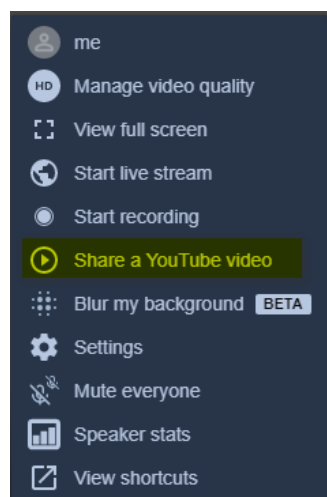 me
HD Manage video quality
View full screen
Start live stream
Start recording
Share a YouTube video
Blur my background BETA
Settings
Mute everyone
Speaker stats
View shortcuts